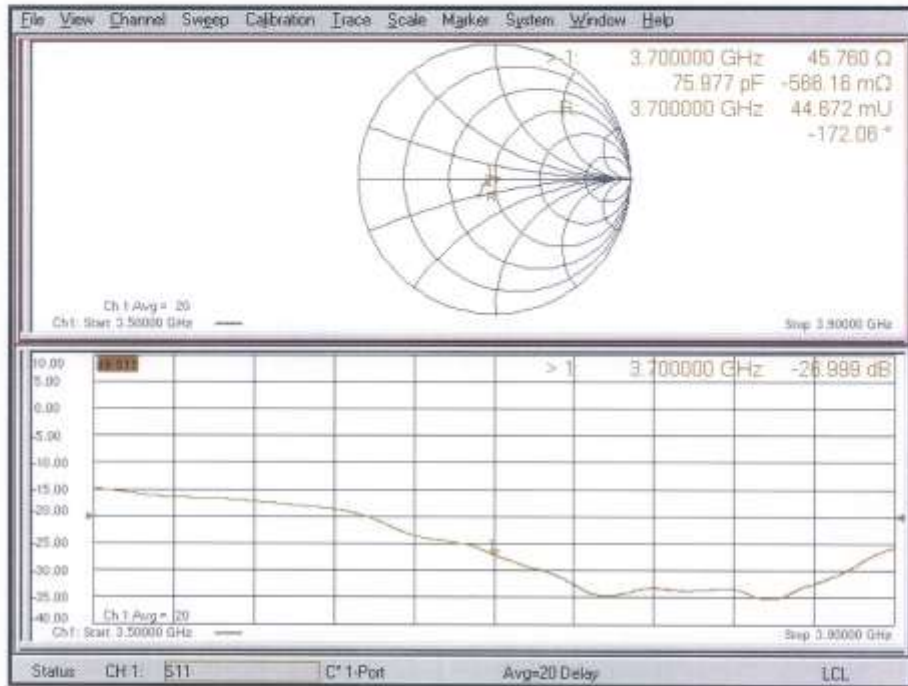 File View Channel Sweep Calibration Trace Scale Marker System Window Help
> 1: 3.700000 GHz 45.760 Ω
75.977 pF -566.16 mΩ
R: 3.700000 GHz 44.672 mU
-172.06 °
Ch 1 Avg = 20
Ch1: Start 3.50000 GHz
Stop 3.90000 GHz
10.00
> 1: 3.700000 GHz -26.999 dB
5.00
0.00
-5.00
-10.00
-15.00
-20.00
-25.00
-30.00
-35.00
-40.00
Ch 1 Avg = 20
Ch1: Start 3.50000 GHz
Stop 3.90000 GHz
Status CH 1: S11 C* 1-Port Avg=20 Delay LCL